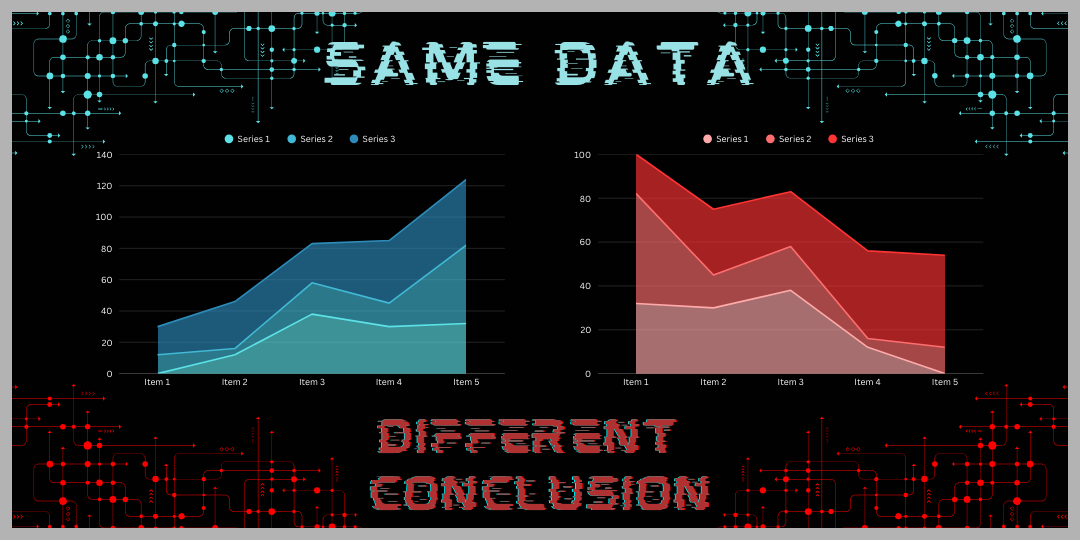 SAME DATA
Series 1 Series 2 Series 3
140
120
100
80
60
40
20
0
Item 1 Item 2 Item 3 Item 4 Item 5
Series 1 Series 2 Series 3
100
80
60
40
20
0
Item 1 Item 2 Item 3 Item 4 Item 5
DIFFERENT
CONCLUSION